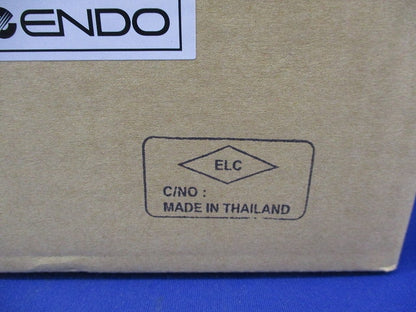 ENDO
ELC
C/NO :
MADE IN THAILAND